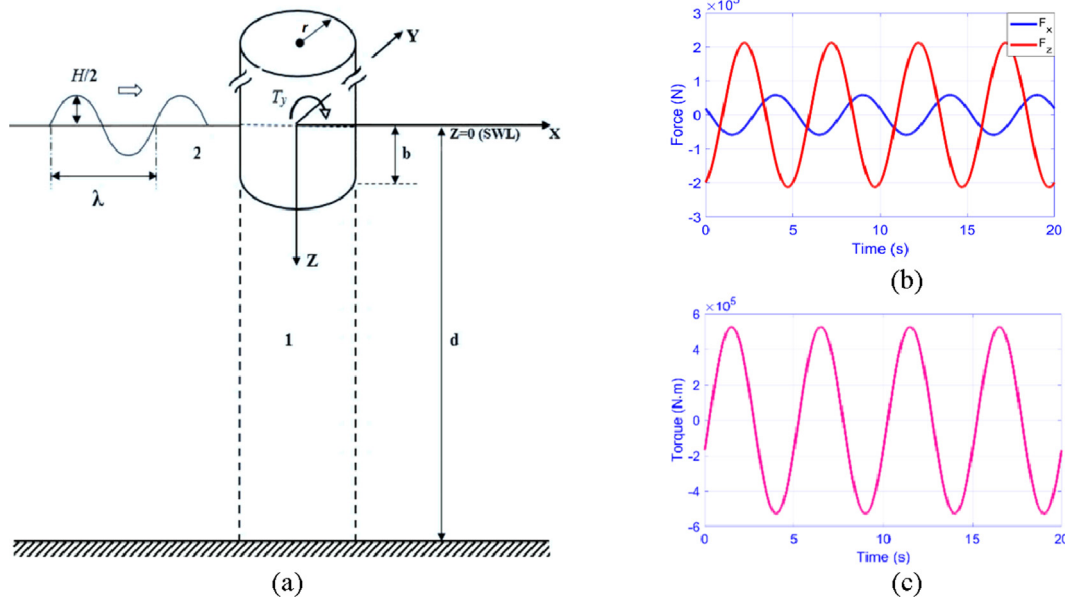 r
Y
H/2
T_y
Z=0 (SWL)
X
2
b
λ
Z
1
d
(a)
×10^5
3
2
1
0
-1
-2
-3
Force (N)
F_x
F_z
0 5 10 15 20
Time (s)
(b)
×10^5
6
4
2
0
-2
-4
-6
Torque (N·m)
0 5 10 15 20
Time (s)
(c)